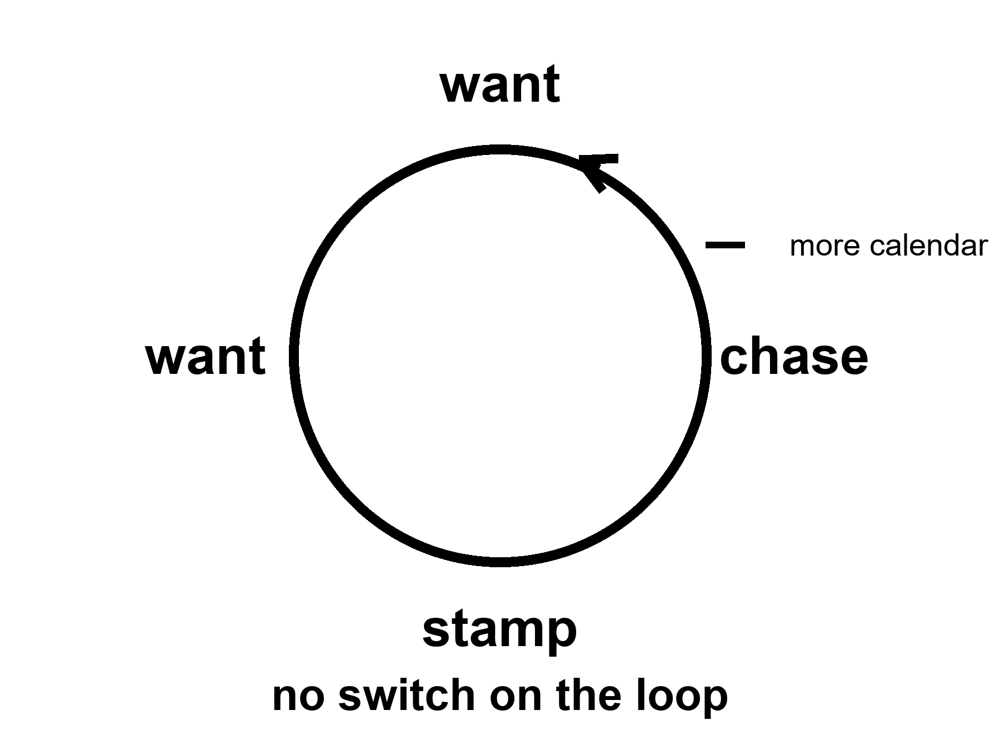 want
more calendar
want
chase
stamp
no switch on the loop